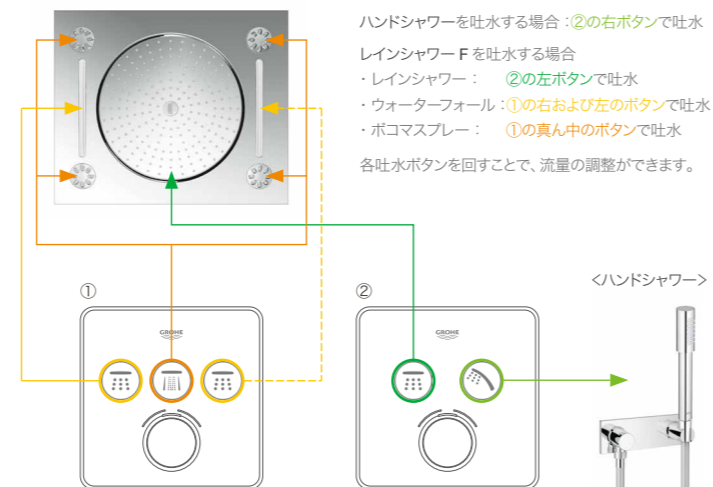 ハンドシャワーを吐水する場合：②の右ボタンで吐水
レインシャワー F を吐水する場合
・レインシャワー： ②の左ボタンで吐水
・ウォーターフォール：①の右および左のボタンで吐水
・ボコマスプレー： ①の真ん中のボタンで吐水
各吐水ボタンを回すことで、流量の調整ができます。
<ハンドシャワー>
① ②
GROHE GROHE